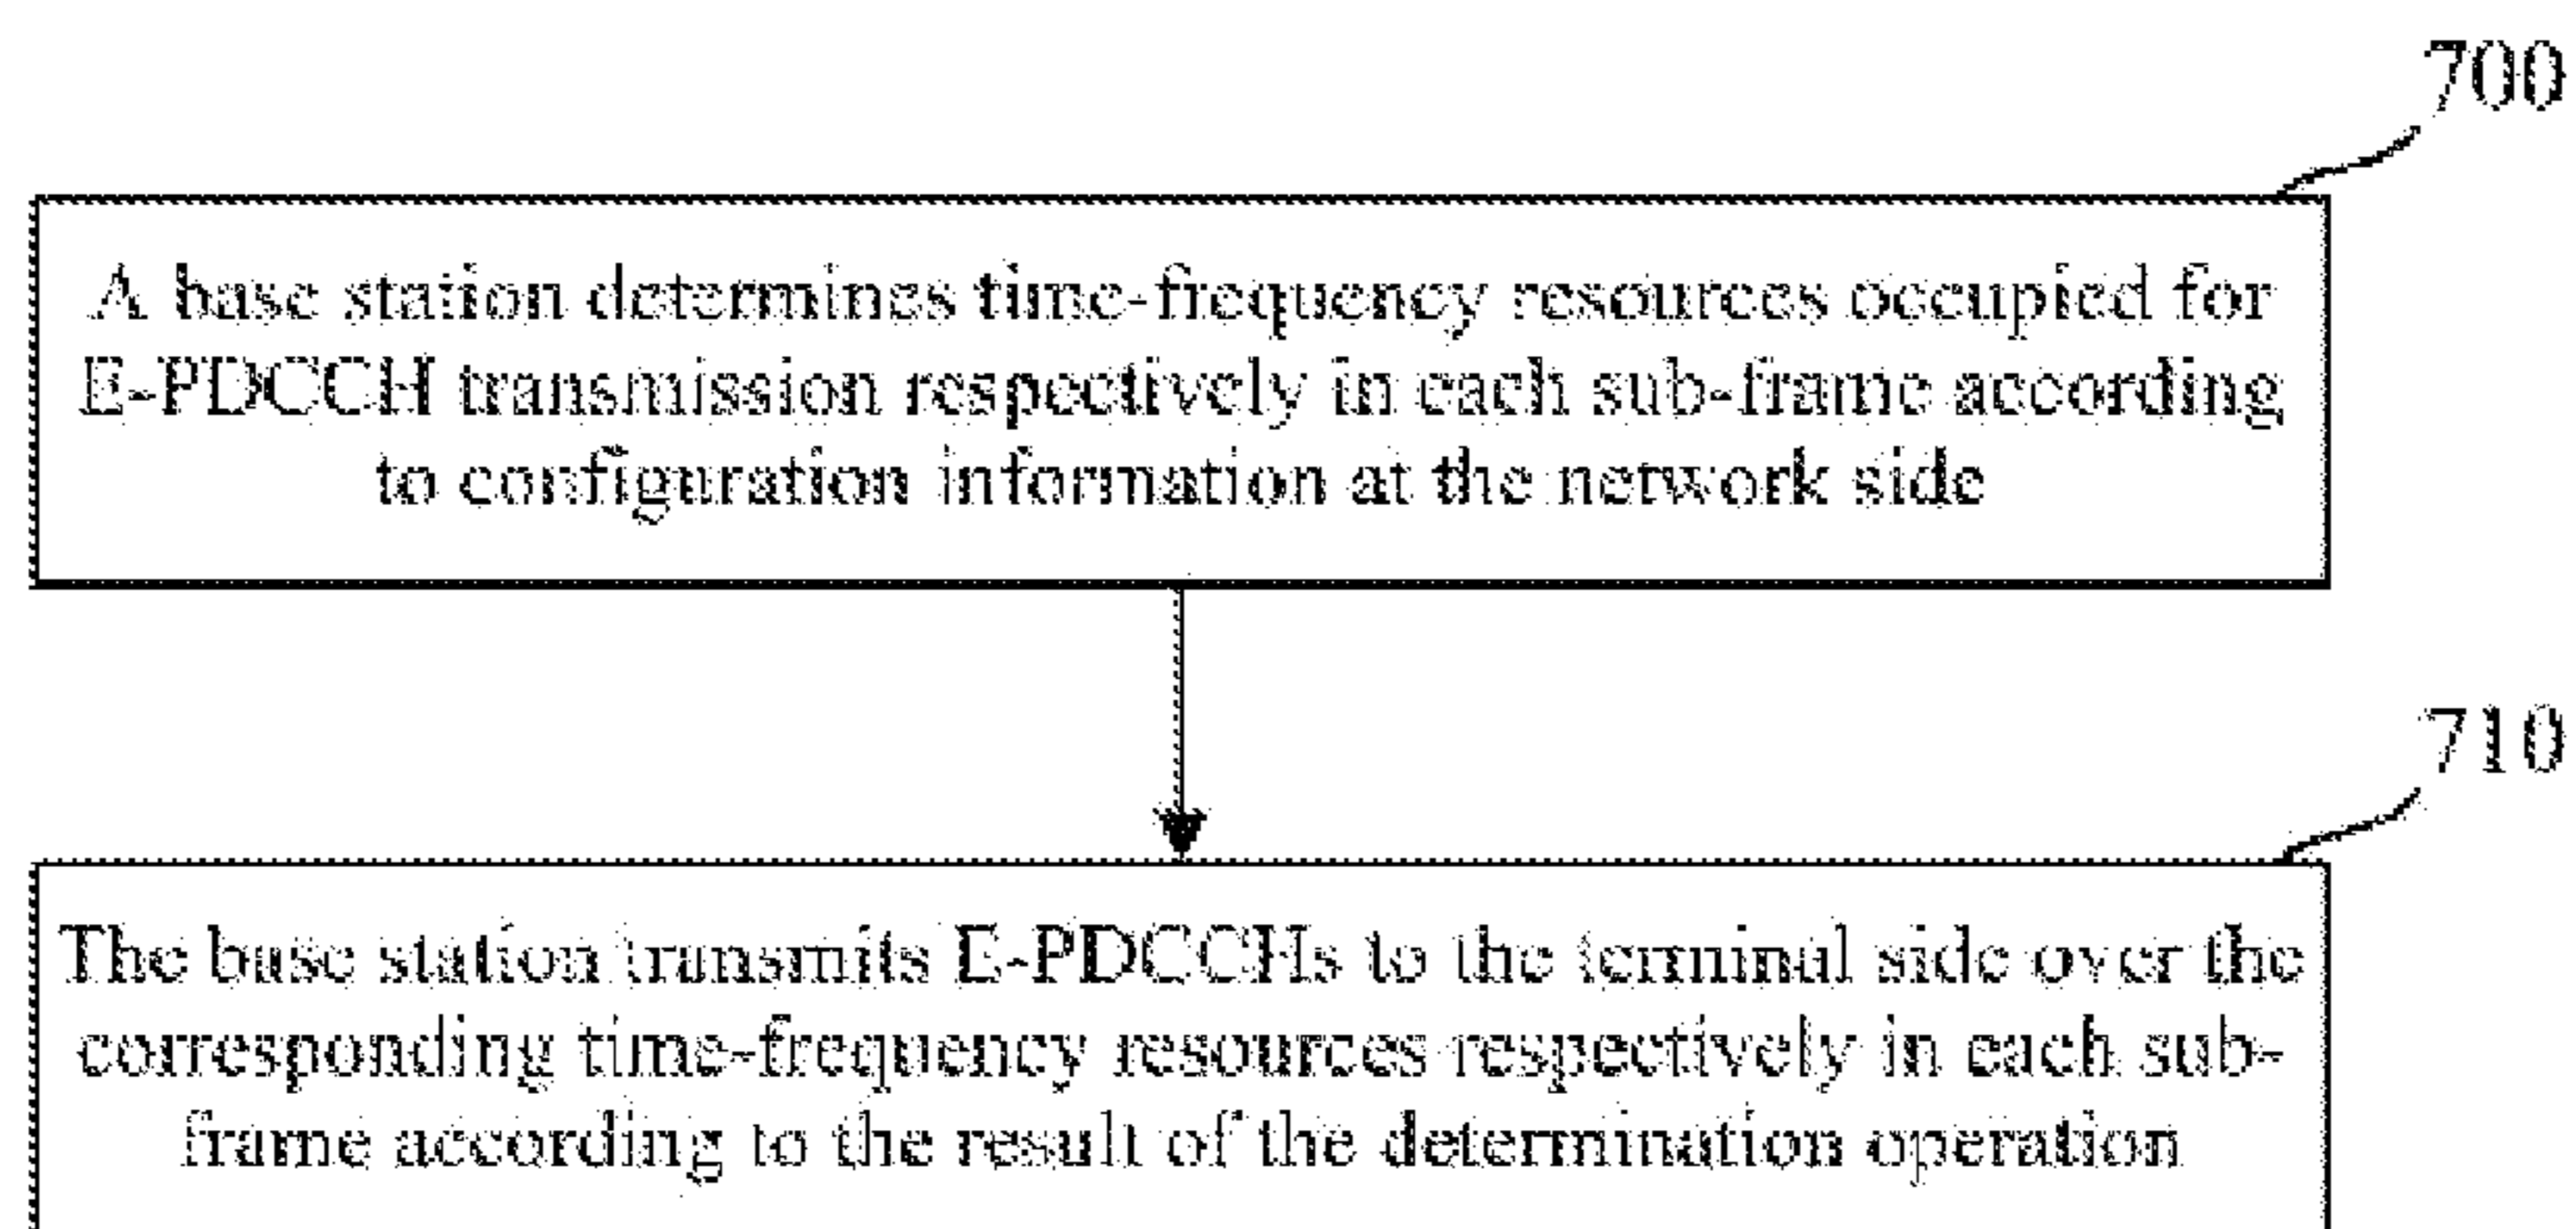 700
A base station determines time-frequency resources occupied for
E-PDCCH transmission respectively in each sub-frame according
to configuration information at the network side
710
The base station transmits E-PDCCHs to the terminal side over the
corresponding time-frequency resources respectively in each sub-
frame according to the result of the determination operation